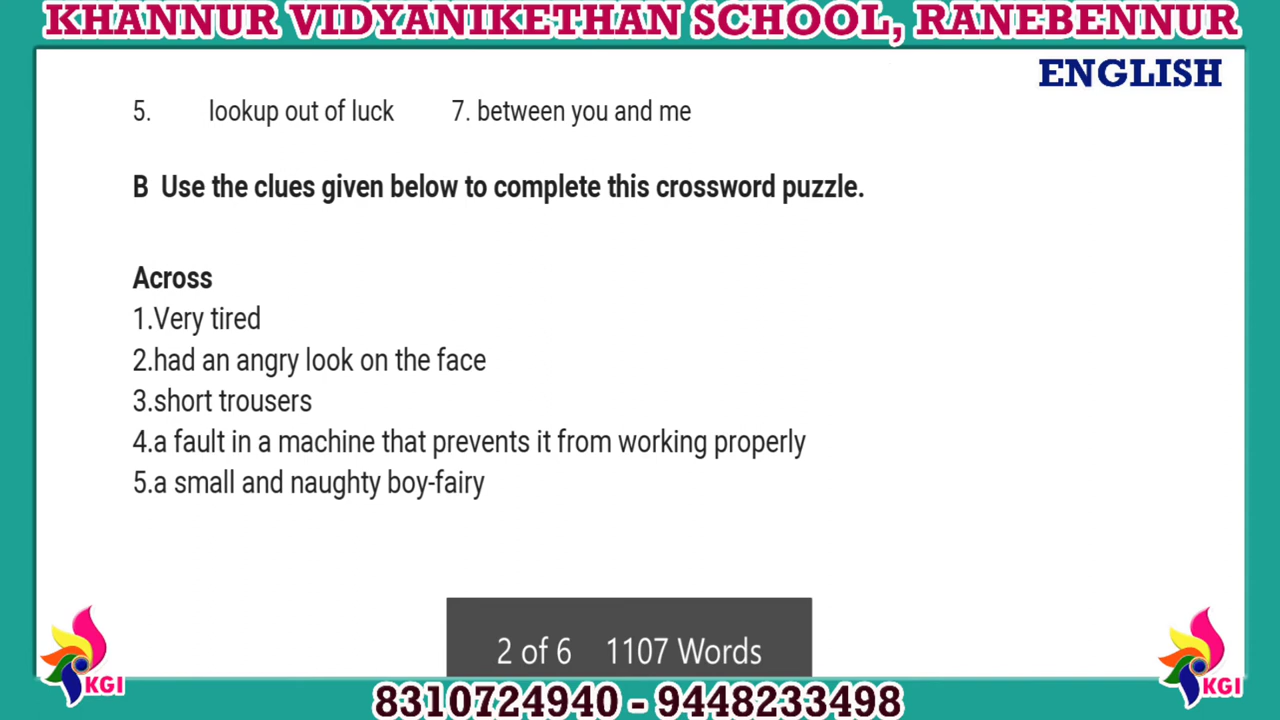 KHANNUR VIDYANIKETHAN SCHOOL, RANEBENNUR
ENGLISH
5. lookup out of luck 7. between you and me
B Use the clues given below to complete this crossword puzzle.
Across
1.Very tired
2.had an angry look on the face
3.short trousers
4.a fault in a machine that prevents it from working properly
5.a small and naughty boy-fairy
2 of 6 1107 Words
KGI
KGI
8310724940 - 9448233498